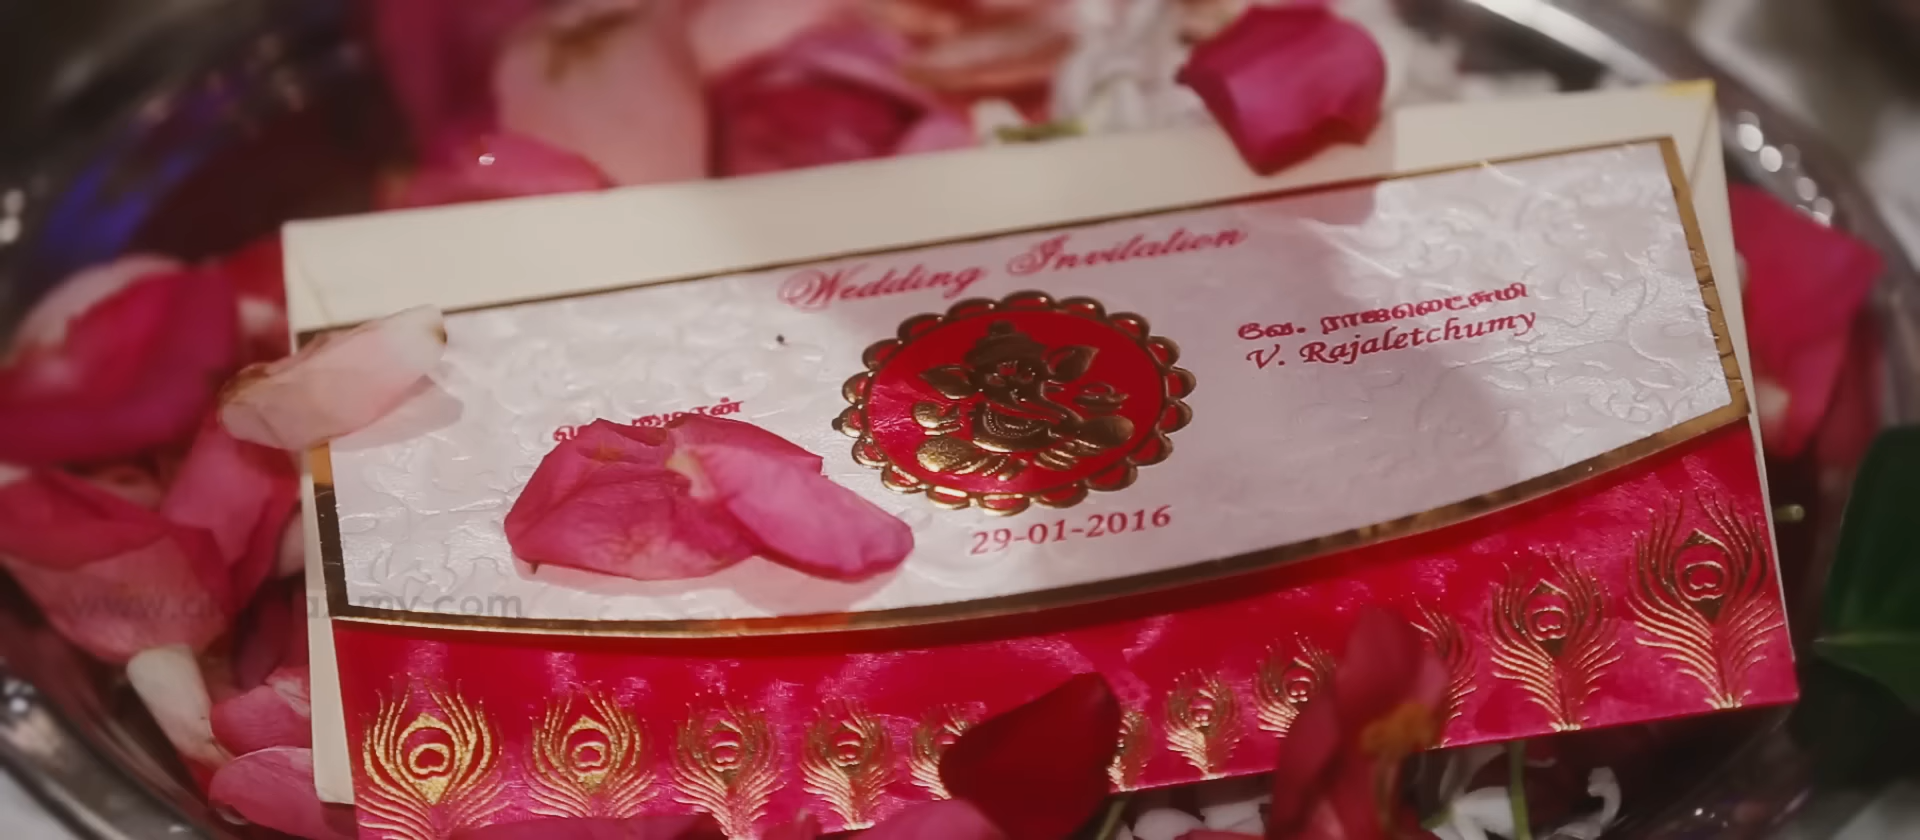 Wedding Invitation
வே. ராஜலெட்சுமி
V. Rajaletchumy
29-01-2016